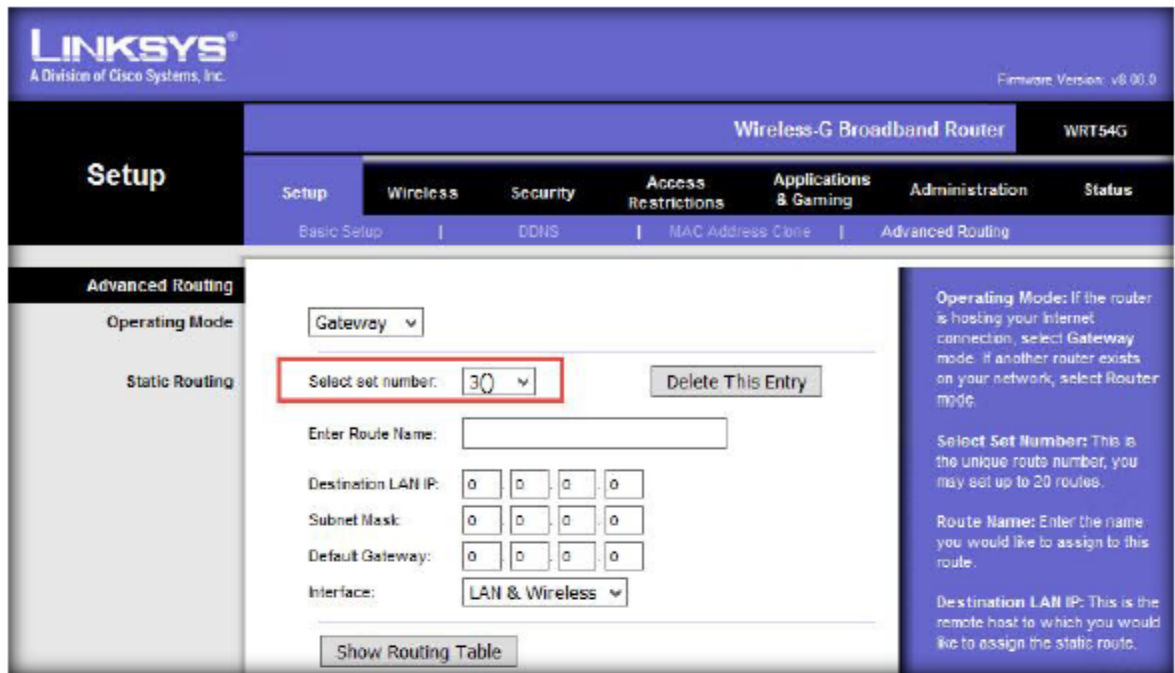 LINKSYS®
A Division of Cisco Systems, Inc.
Firmware Version: v8.00.0
Wireless-G Broadband Router WRT54G
Setup
Setup Wireless Security Access Restrictions Applications & Gaming Administration Status
Basic Setup | DDNS | MAC Address Clone | Advanced Routing
Advanced Routing
Operating Mode
Gateway
Static Routing
Select set number: 3()
Delete This Entry
Enter Route Name:
Destination LAN IP: 0 . 0 . 0 . 0
Subnet Mask: 0 . 0 . 0 . 0
Default Gateway: 0 . 0 . 0 . 0
Interface: LAN & Wireless
Show Routing Table
Operating Mode: If the router
is hosting your Internet
connection, select Gateway
mode. If another router exists
on your network, select Router
mode.
Select Set Number: This is
the unique route number, you
may set up to 20 routes.
Route Name: Enter the name
you would like to assign to this
route.
Destination LAN IP: This is the
remote host to which you would
like to assign the static route.